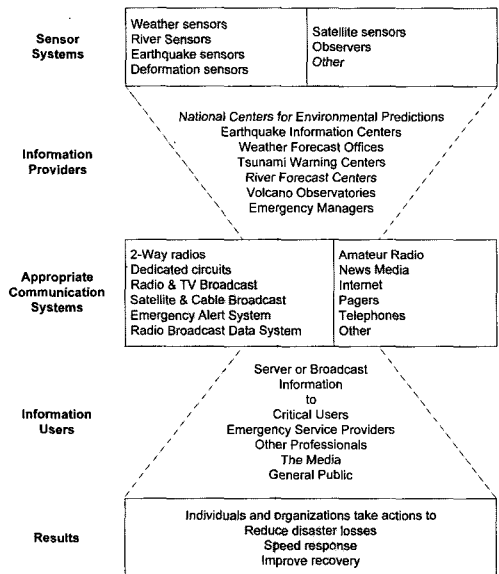 Sensor
Systems
Weather sensors
River Sensors
Earthquake sensors
Deformation sensors
Satellite sensors
Observers
Other
Information
Providers
National Centers for Environmental Predictions
Earthquake Information Centers
Weather Forecast Offices
Tsunami Warning Centers
River Forecast Centers
Volcano Observatories
Emergency Managers
Appropriate
Communication
Systems
2-Way radios
Dedicated circuits
Radio & TV Broadcast
Satellite & Cable Broadcast
Emergency Alert System
Radio Broadcast Data System
Amateur Radio
News Media
Internet
Pagers
Telephones
Other
Information
Users
Server or Broadcast
Information
to
Critical Users
Emergency Service Providers
Other Professionals
The Media
General Public
Results
Individuals and organizations take actions to
Reduce disaster losses
Speed response
Improve recovery